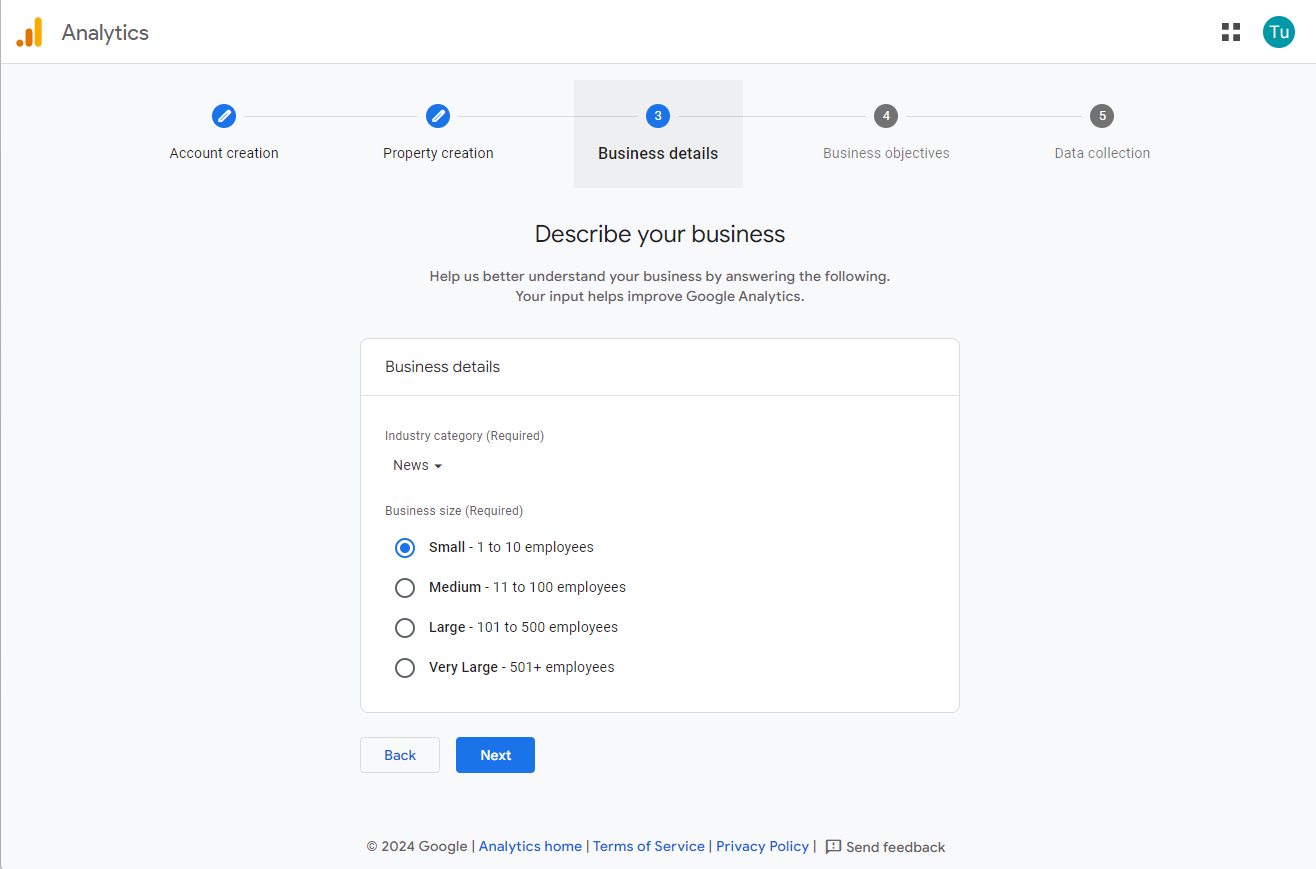 Analytics
Tu
3
4
5
Account creation
Property creation
Business details
Business objectives
Data collection
Describe your business
Help us better understand your business by answering the following.
Your input helps improve Google Analytics.
Business details
Industry category (Required)
News
Business size (Required)
Small - 1 to 10 employees
Medium - 11 to 100 employees
Large - 101 to 500 employees
Very Large - 501+ employees
Back
Next
© 2024 Google | Analytics home | Terms of Service | Privacy Policy | Send feedback